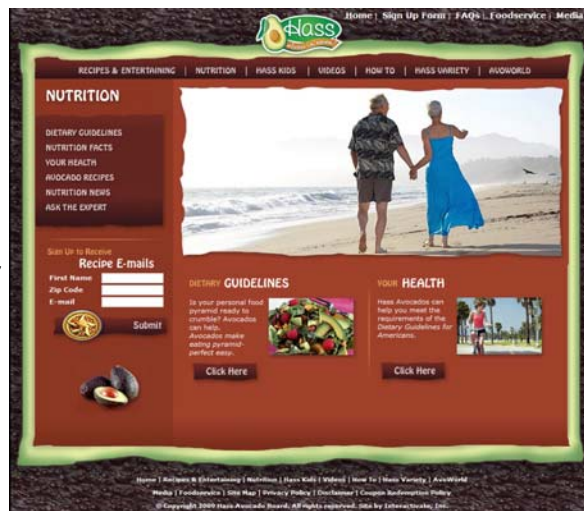 Home | Sign Up Form | FAQs | Foodservice | Media
Hass
RECIPES & ENTERTAINING | NUTRITION | HASS KIDS | VIDEOS | HOW TO | HASS VARIETY | AVOWORLD
NUTRITION
DIETARY GUIDELINES
NUTRITION FACTS
YOUR HEALTH
AVOCADO RECIPES
NUTRITION NEWS
ASK THE EXPERT
Sign Up to Receive
Recipe E-mails
First Name
Zip Code
E-mail
Submit
DIETARY GUIDELINES
Is your personal food
pyramid ready to
crumble? Avocados
can help.
Avocados make
eating pyramid-
perfect easy.
Click Here
YOUR HEALTH
Hass Avocados can
help you meet the
requirements of the
Dietary Guidelines for
Americans.
Click Here
Home | Recipes & Entertaining | Nutrition | Hass Kids | Videos | How To | Hass Variety | AvoWorld
Media | Foodservice | Site Map | Privacy Policy | Disclaimer | Coupon Redemption Policy
© Copyright 2009 Hass Avocado Board. All rights reserved. Site by Interactivate, Inc.